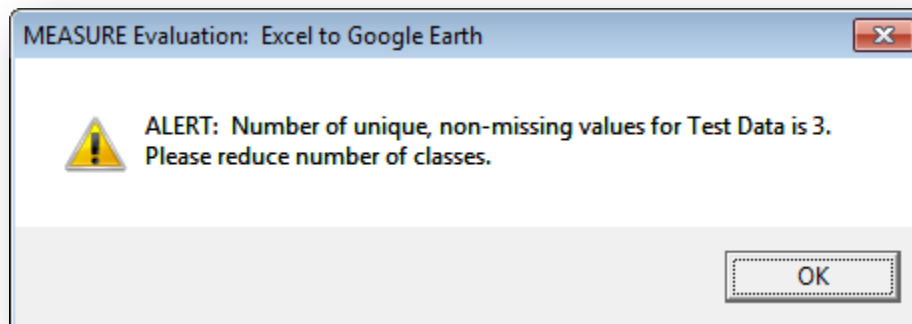 MEASURE Evaluation:  Excel to Google Earth
ALERT:  Number of unique, non-missing values for Test Data is 3.
Please reduce number of classes.
OK